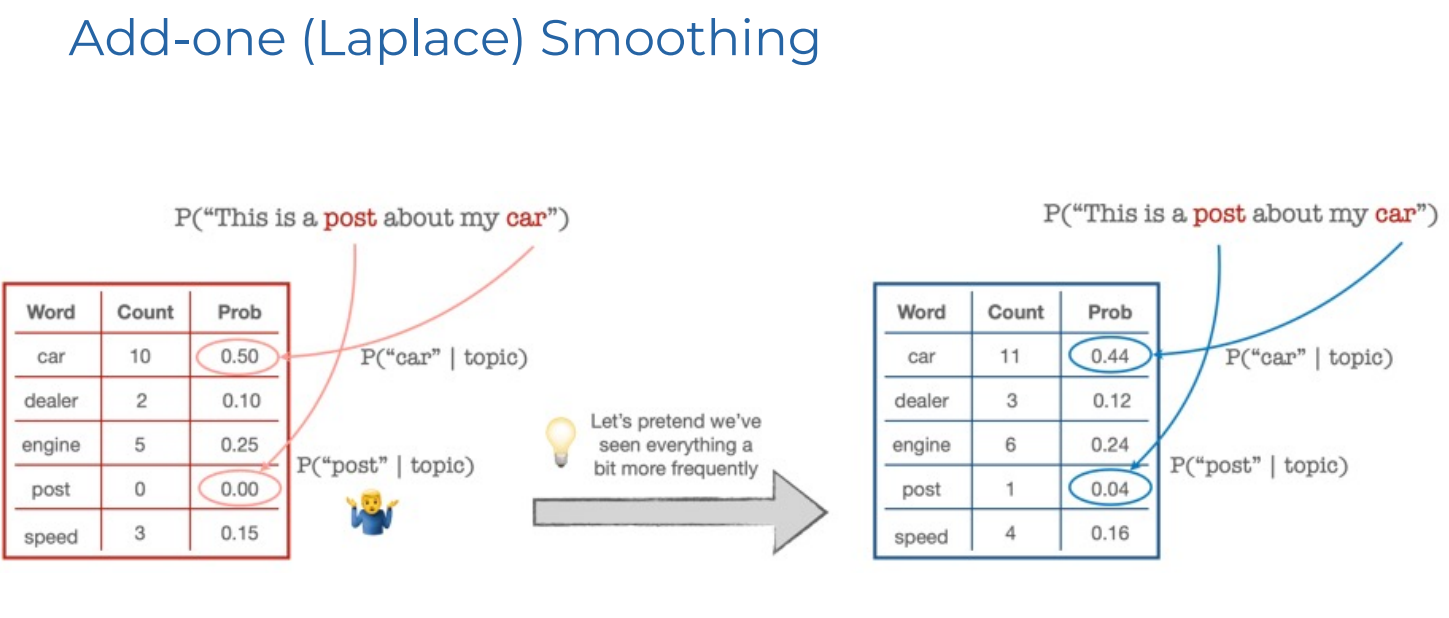 Add-one (Laplace) Smoothing
P(“This is a post about my car”)
Word Count Prob
car 10 0.50
dealer 2 0.10
engine 5 0.25
post 0 0.00
speed 3 0.15
P(“car” | topic)
P(“post” | topic)
Let’s pretend we’ve
seen everything a
bit more frequently
P(“This is a post about my car”)
Word Count Prob
car 11 0.44
dealer 3 0.12
engine 6 0.24
post 1 0.04
speed 4 0.16
P(“car” | topic)
P(“post” | topic)